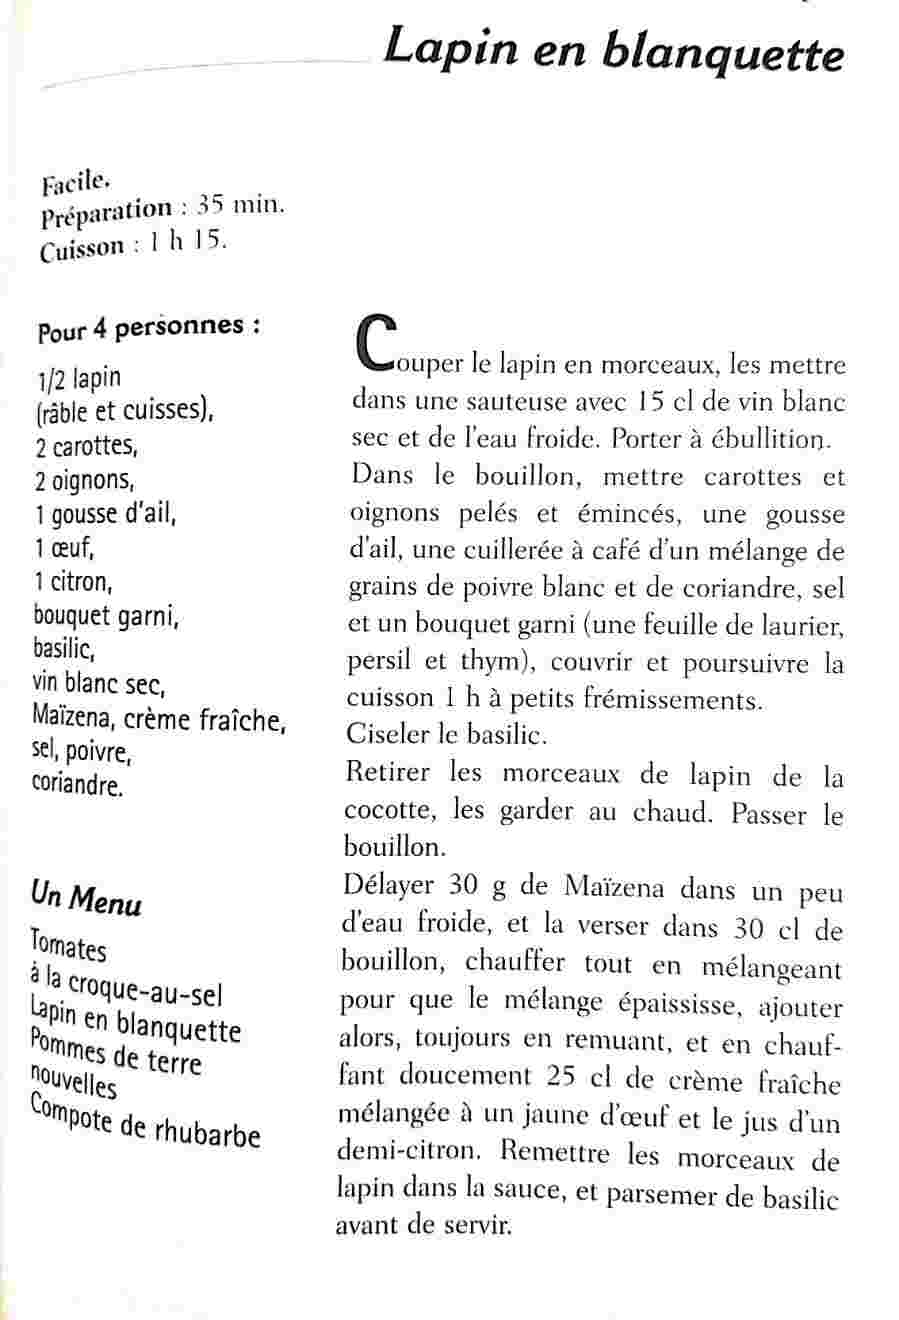 Lapin en blanquette
Facile.
Préparation : 35 min.
Cuisson : 1 h 15.
Pour 4 personnes :
1/2 lapin
(râble et cuisses),
2 carottes,
2 oignons,
1 gousse d'ail,
1 œuf,
1 citron,
bouquet garni,
basilic,
vin blanc sec,
Maïzena, crème fraîche,
sel, poivre,
coriandre.
Un Menu
Tomates
à la croque-au-sel
Lapin en blanquette
Pommes de terre
nouvelles
Compote de rhubarbe
Couper le lapin en morceaux, les mettre
dans une sauteuse avec 15 cl de vin blanc
sec et de l'eau froide. Porter à ébullition.
Dans le bouillon, mettre carottes et
oignons pelés et émincés, une gousse
d'ail, une cuillerée à café d'un mélange de
grains de poivre blanc et de coriandre, sel
et un bouquet garni (une feuille de laurier,
persil et thym), couvrir et poursuivre la
cuisson 1 h à petits frémissements.
Ciseler le basilic.
Retirer les morceaux de lapin de la
cocotte, les garder au chaud. Passer le
bouillon.
Délayer 30 g de Maïzena dans un peu
d'eau froide, et la verser dans 30 cl de
bouillon, chauffer tout en mélangeant
pour que le mélange épaississe, ajouter
alors, toujours en remuant, et en chauf-
fant doucement 25 cl de crème fraîche
mélangée à un jaune d'œuf et le jus d'un
demi-citron. Remettre les morceaux de
lapin dans la sauce, et parsemer de basilic
avant de servir.